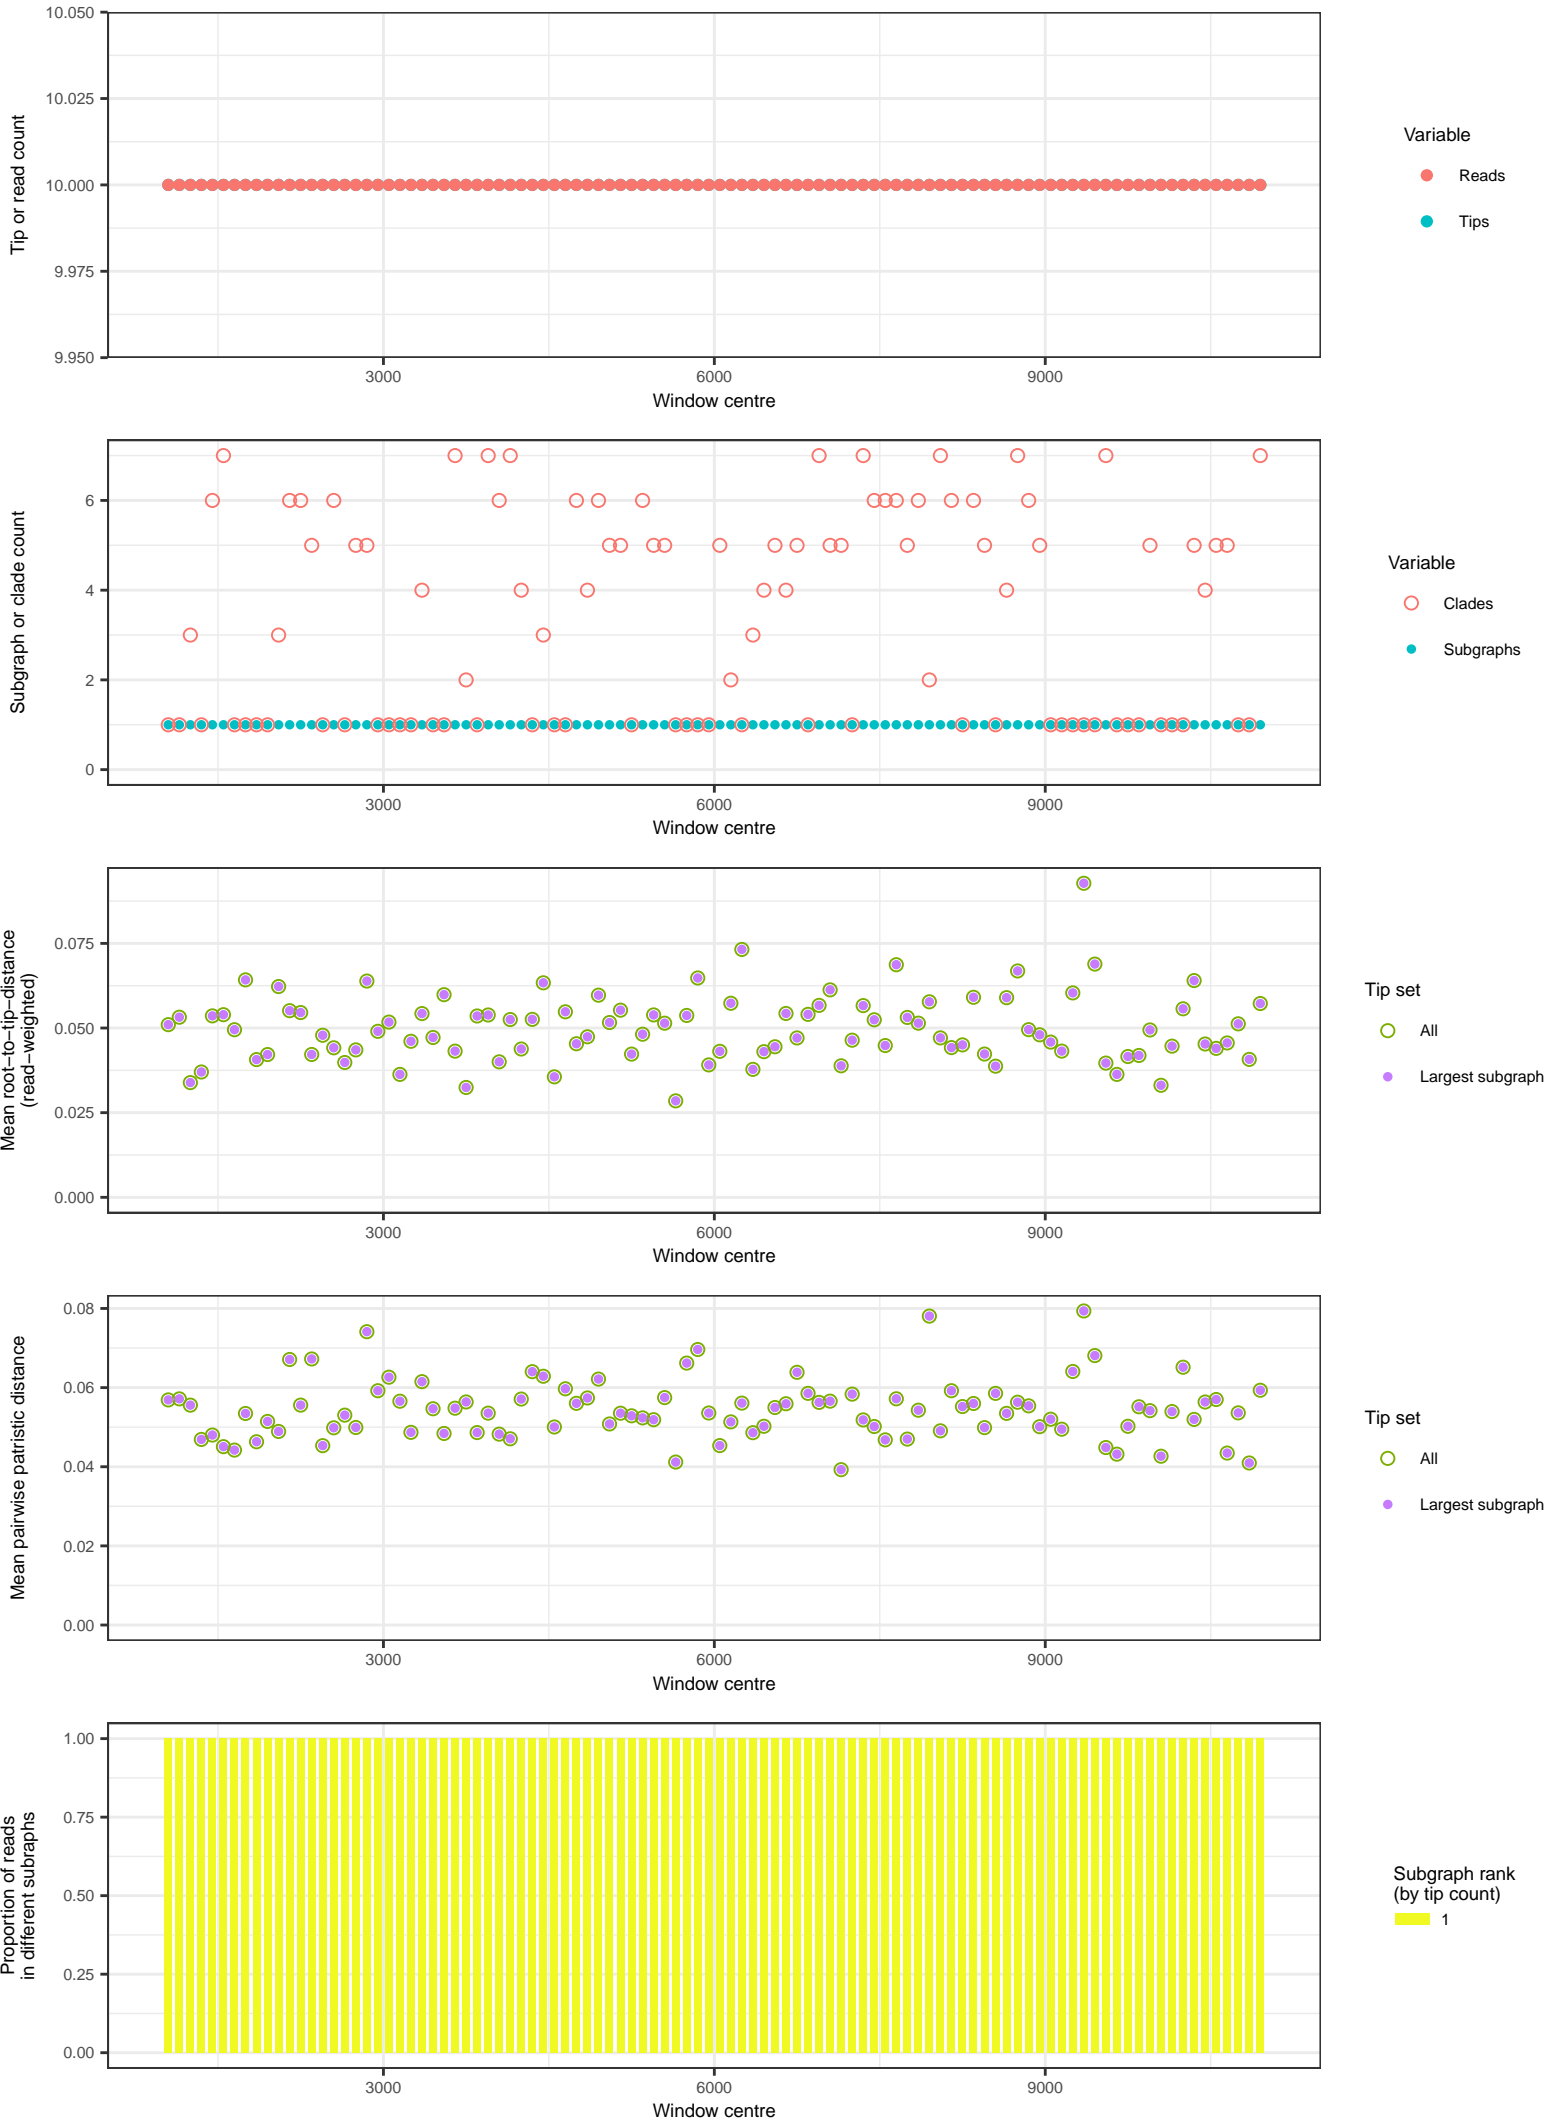 10.050
10.025
10.000
9.975
9.950
Tip or read count
3000
6000
9000
Window centre
Variable
Reads
Tips
6
4
2
0
Subgraph or clade count
3000
6000
9000
Window centre
Variable
Clades
Subgraphs
0.075
0.050
0.025
0.000
Mean root−to−tip−distance
(read−weighted)
3000
6000
9000
Window centre
Tip set
All
Largest subgraph
0.08
0.06
0.04
0.02
0.00
Mean pairwise patristic distance
3000
6000
9000
Window centre
Tip set
All
Largest subgraph
1.00
0.75
0.50
0.25
0.00
Proportion of reads
in different subraphs
3000
6000
9000
Window centre
Subgraph rank
(by tip count)
1